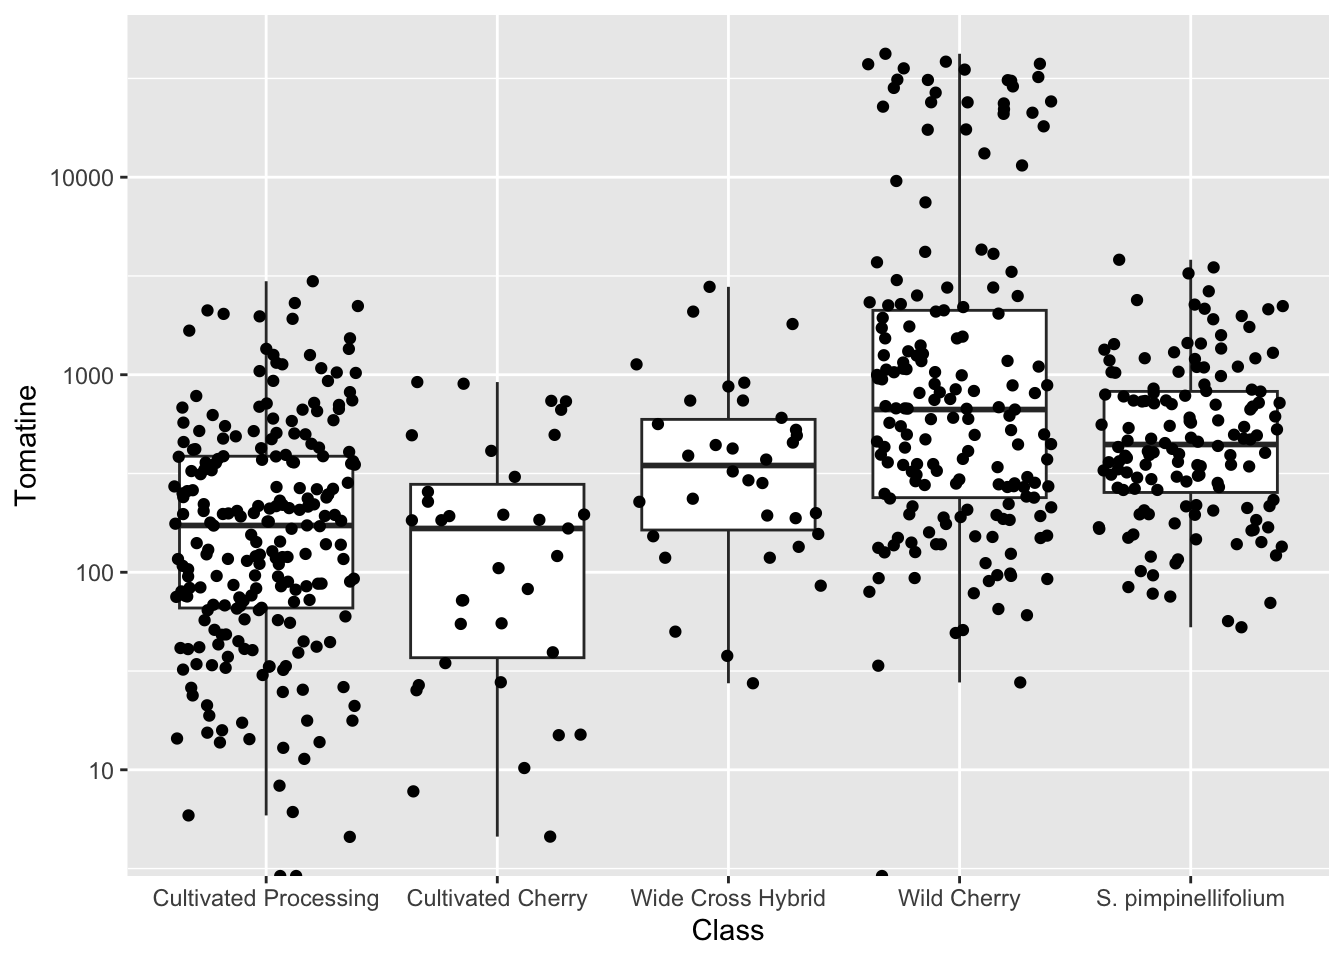 Tomatine
10000
1000
100
10
Cultivated Processing
Cultivated Cherry
Wide Cross Hybrid
Wild Cherry
S. pimpinellifolium
Class